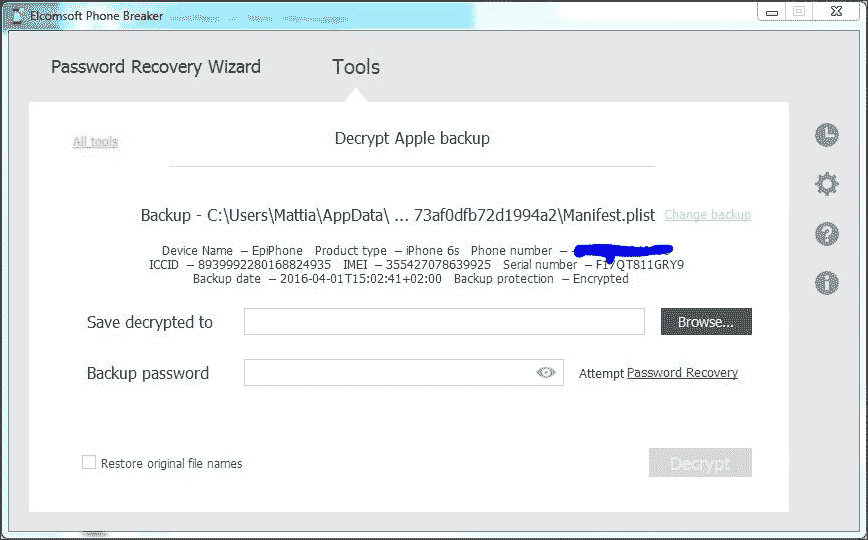 Elcomsoft Phone Breaker
Password Recovery Wizard Tools
All tools
Decrypt Apple backup
Backup - C:\Users\Mattia\AppData\ ... 73af0dfb72d1994a2\Manifest.plist Change backup
Device Name – EpiPhone Product type – iPhone 6s Phone number –
ICCID – 8939992280168824935 IMEI – 355427078639925 Serial number – F17QT811GRY9
Backup date – 2016-04-01T15:02:41+02:00 Backup protection – Encrypted
Save decrypted to Browse...
Backup password Attempt Password Recovery
Restore original file names Decrypt